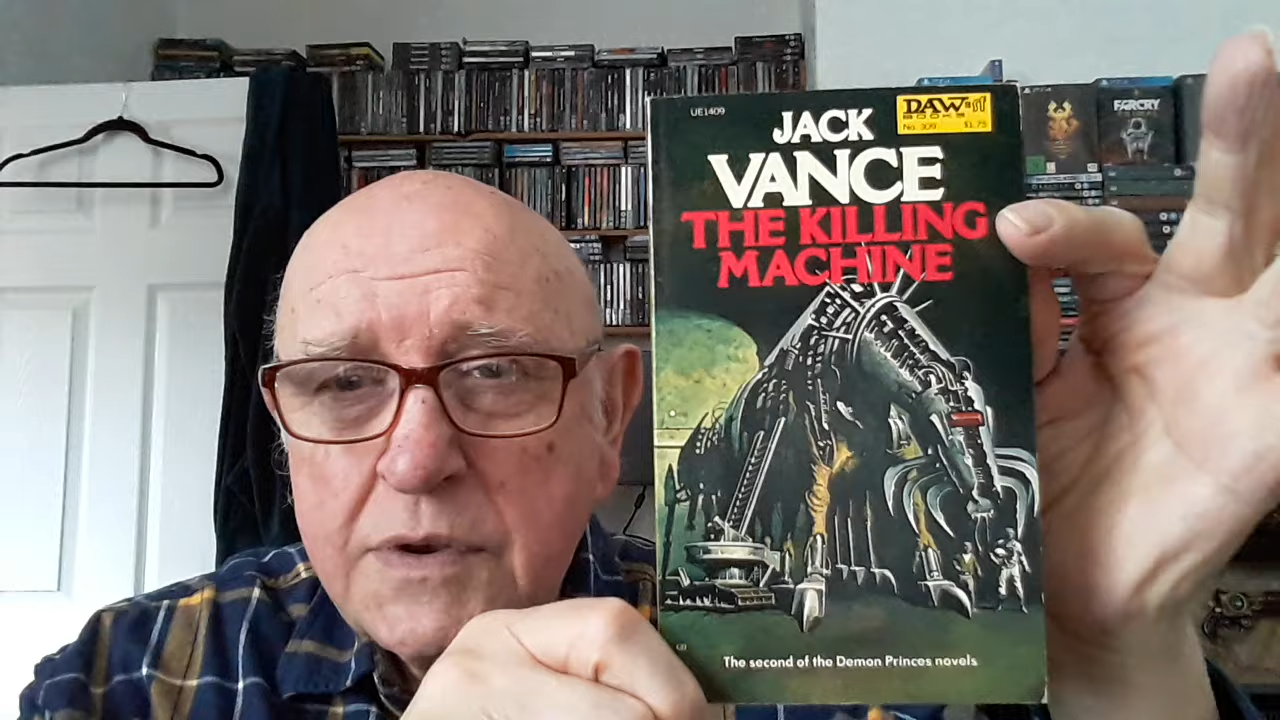 UE1409
DAW sf
BOOKS
No. 309 $1.75
JACK
VANCE
THE KILLING
MACHINE
The second of the Demon Princes novels
FARCRY